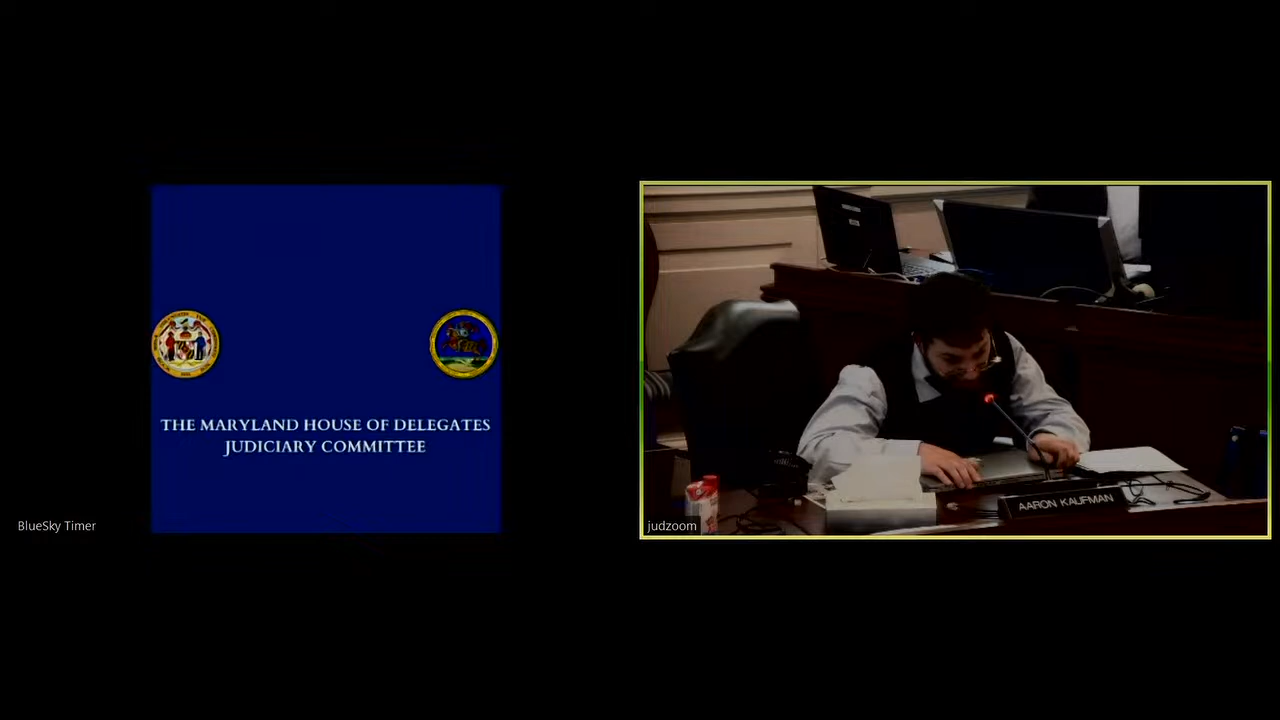 THE MARYLAND HOUSE OF DELEGATES
JUDICIARY COMMITTEE
BlueSky Timer
judzoom
AARON KAUFMAN